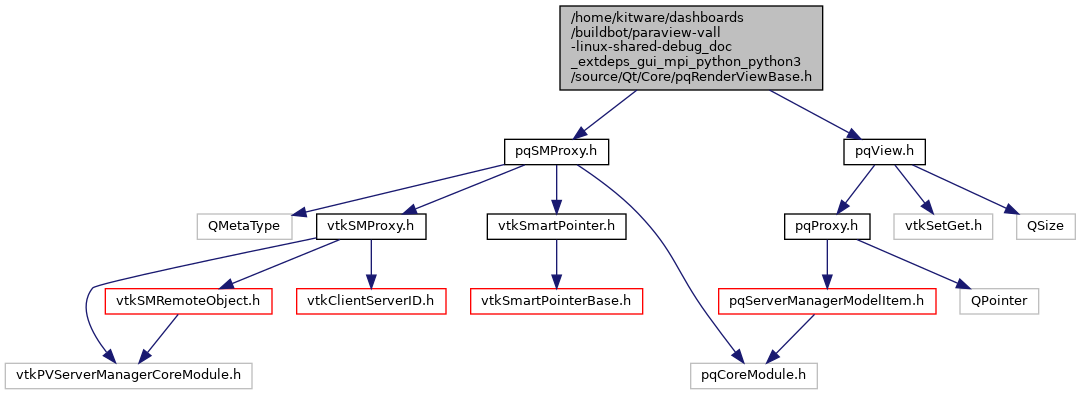 /home/kitware/dashboards
/buildbot/paraview-vall
-linux-shared-debug_doc
_extdeps_gui_mpi_python_python3
/source/Qt/Core/pqRenderViewBase.h
pqSMProxy.h
pqView.h
QMetaType
vtkSMProxy.h
vtkSmartPointer.h
pqProxy.h
vtkSetGet.h
QSize
vtkSMRemoteObject.h
vtkClientServerID.h
vtkSmartPointerBase.h
pqServerManagerModelItem.h
QPointer
vtkPVServerManagerCoreModule.h
pqCoreModule.h